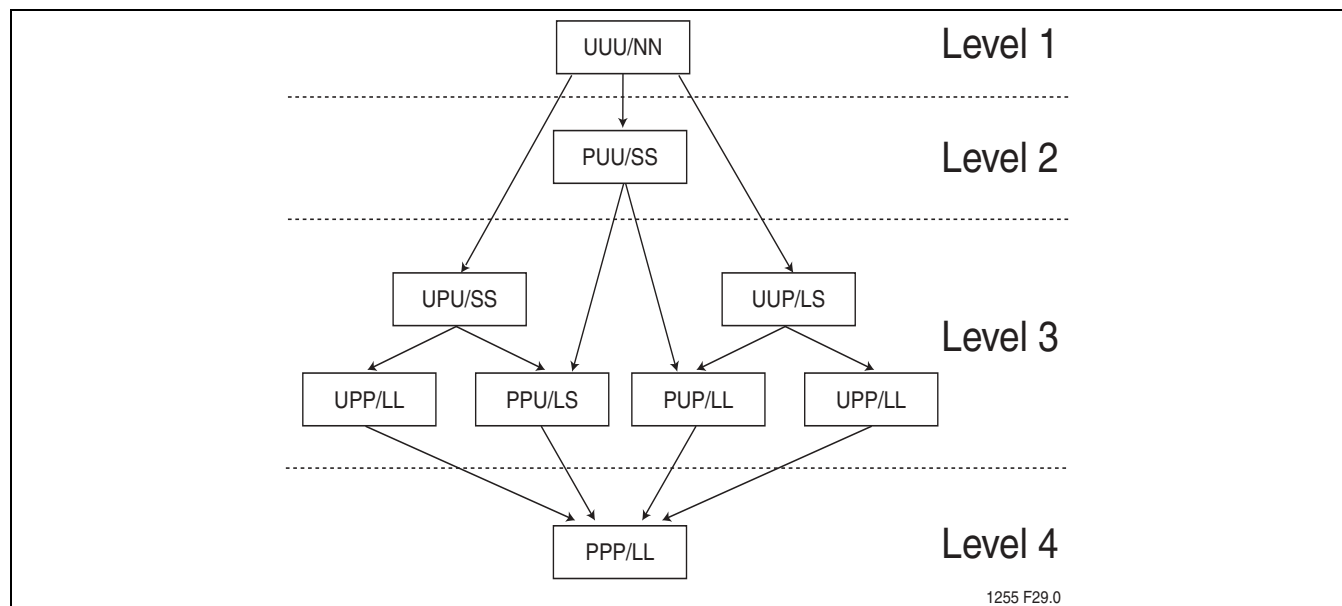 UUU/NN
Level 1
PUU/SS
Level 2
UPU/SS
UUP/LS
Level 3
UPP/LL
PPU/LS
PUP/LL
UPP/LL
PPP/LL
Level 4
1255 F29.0